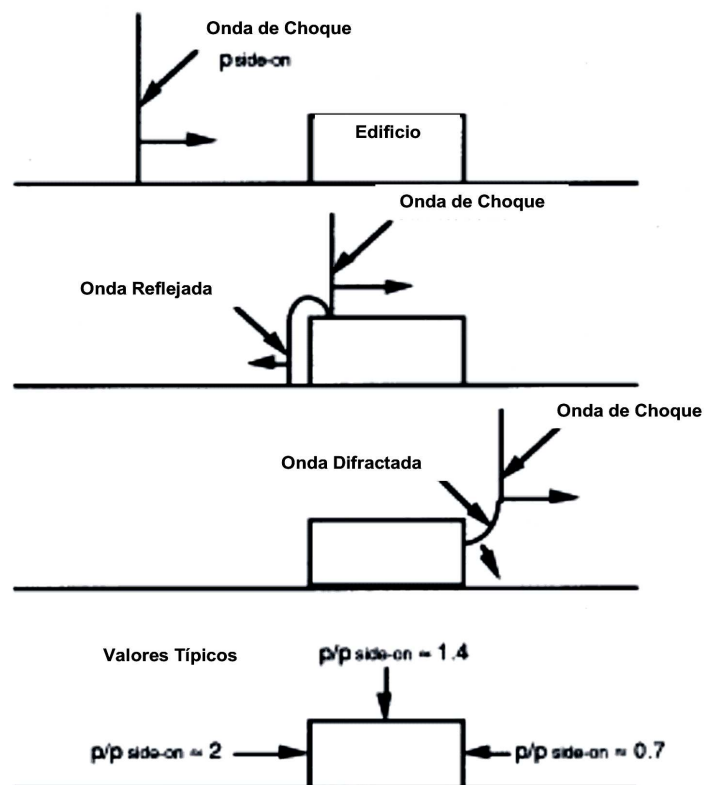 Onda de Choque
p side-on
Edificio
Onda de Choque
Onda Reflejada
Onda de Choque
Onda Difractada
Valores Típicos
p/p side-on ≈ 1.4
p/p side-on ≈ 2
p/p side-on ≈ 0.7